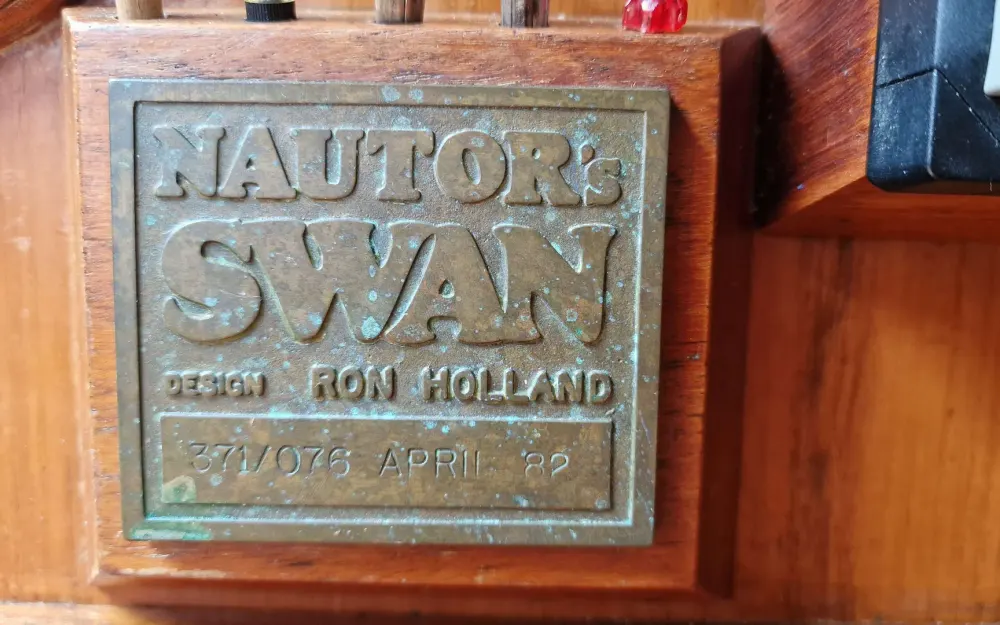 NAUTOR's
SWAN
DESIGN RON HOLLAND
371/076 APRIL 82